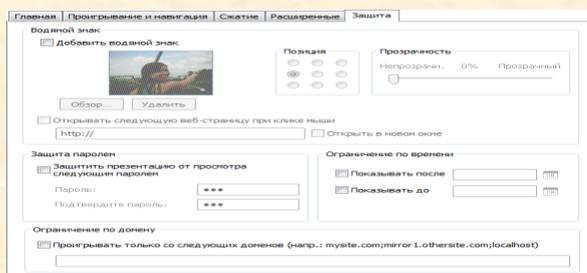 Главная Проигрывание и навигация Сжатие Расширенные Защита
Водяной знак
Добавить водяной знак
Позиция
Прозрачность
Непрозрачн. 0% Прозрачный
Обзор... Удалить
Открывать следующую веб-страницу при клике мыши
http:// Открыть в новом окне
Защита паролем
Защитить презентацию от просмотра
следующим паролем
Пароль: •••
Подтвердите пароль: •••
Ограничение по времени
Показывать после
Показывать до
Ограничение по домену
Проигрывать только со следующих доменов (напр.: mysite.com;mirror1.othersite.com;localhost)